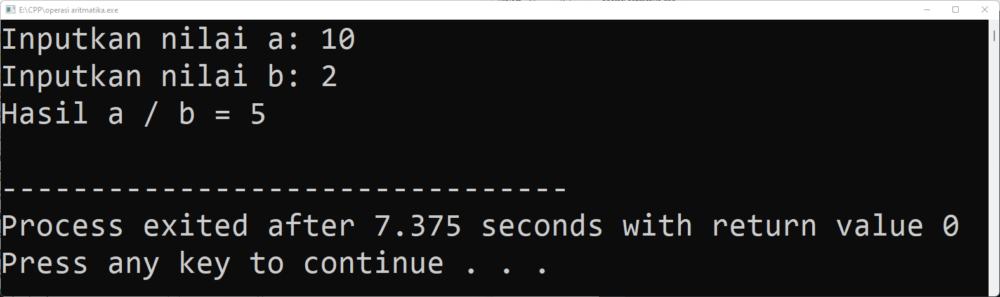 E:\CPP\operasi aritmatika.exe
Inputkan nilai a: 10
Inputkan nilai b: 2
Hasil a / b = 5
--------------------------------
Process exited after 7.375 seconds with return value 0
Press any key to continue . . .